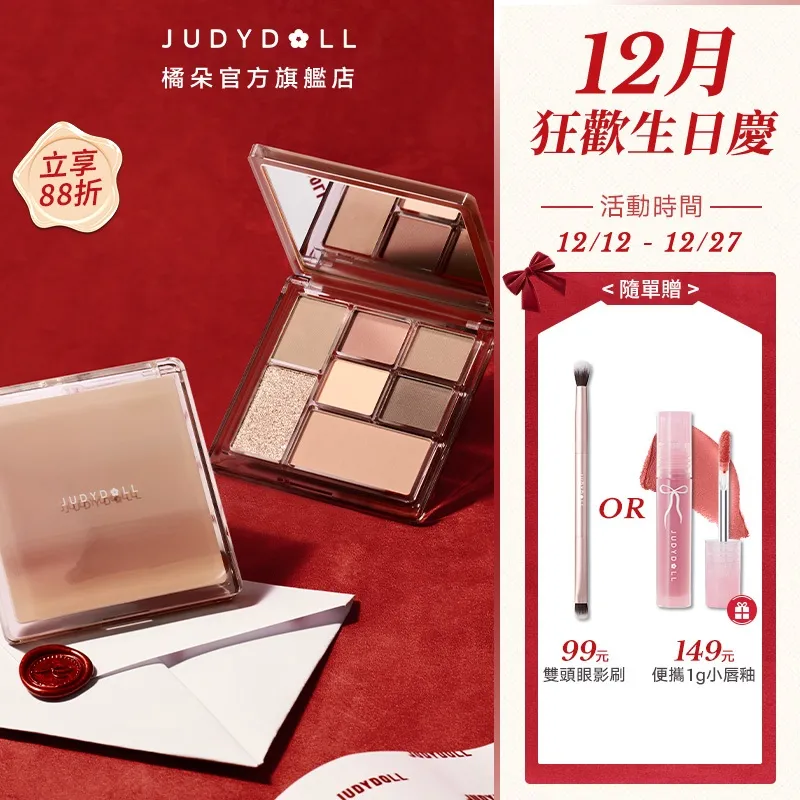 JUDYDOLL
橘朵官方旗艦店
立享
88折
JUDYDOLL
JUDYDOLL
12月
狂歡生日慶
活動時間
12/12 - 12/27
< 隨單贈 >
OR
JUDYDOLL
99元
雙頭眼影刷
149元
便攜1g小唇釉